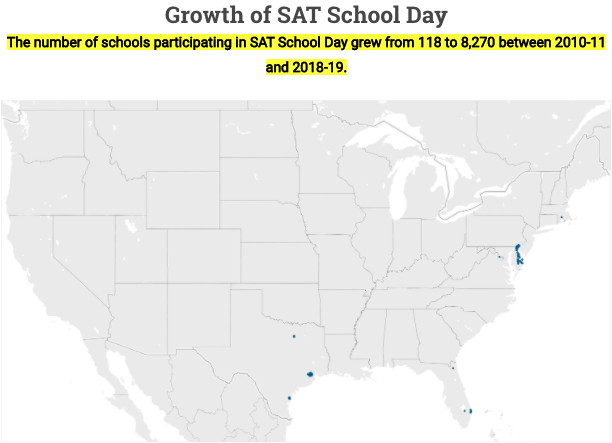 Growth of SAT School Day
The number of schools participating in SAT School Day grew from 118 to 8,270 between 2010-11
and 2018-19.